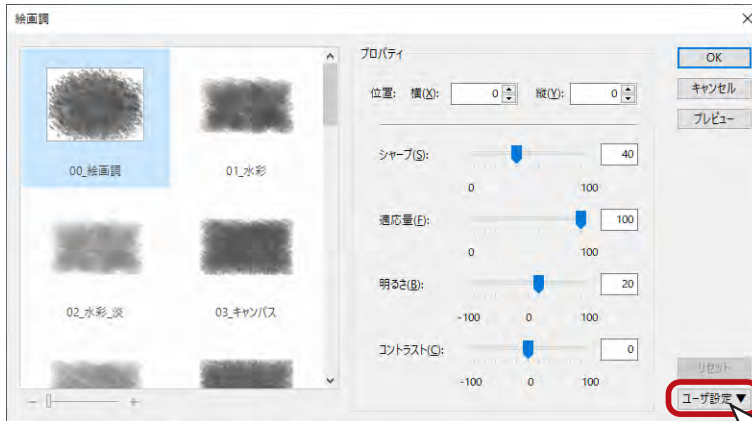 絵画調
00_絵画調
01_水彩
02_水彩_淡
03_キャンバス
プロパティ
位置: 横(X): 0 縦(Y): 0
シャープ(S): 40
0 100
適応量(F): 100
0 100
明るさ(B): 20
-100 0 100
コントラスト(C): 0
-100 0 100
OK
キャンセル
プレビュー
リセット
ユーザ設定▼